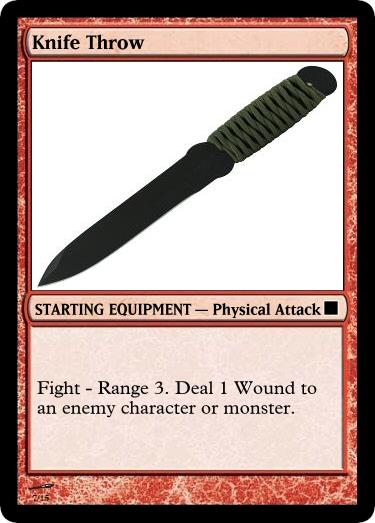 Knife Throw
STARTING EQUIPMENT — Physical Attack
Fight - Range 3. Deal 1 Wound to
an enemy character or monster.